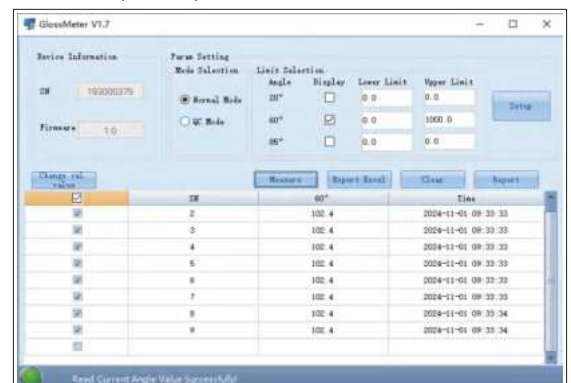 GlossMeter V1.7
Device Information
SN 193000375
Firmware 1.0
Param Setting
Mode Selection
Normal Mode
QC Mode
Limit Selection
Angle Display Lower Limit Upper Limit
20° 0.0 0.0
60° 0.0 1000.0
85° 0.0 0.0
Setup
Change cal
value
Measure Export Excel Clear Report
SN 60° Time
2 102.4 2024-11-01 09:33:33
3 102.4 2024-11-01 09:33:33
4 102.4 2024-11-01 09:33:33
5 102.4 2024-11-01 09:33:33
6 102.4 2024-11-01 09:33:33
7 102.4 2024-11-01 09:33:33
8 102.4 2024-11-01 09:33:34
9 102.4 2024-11-01 09:33:34
Read Current Angle Value Successfully!